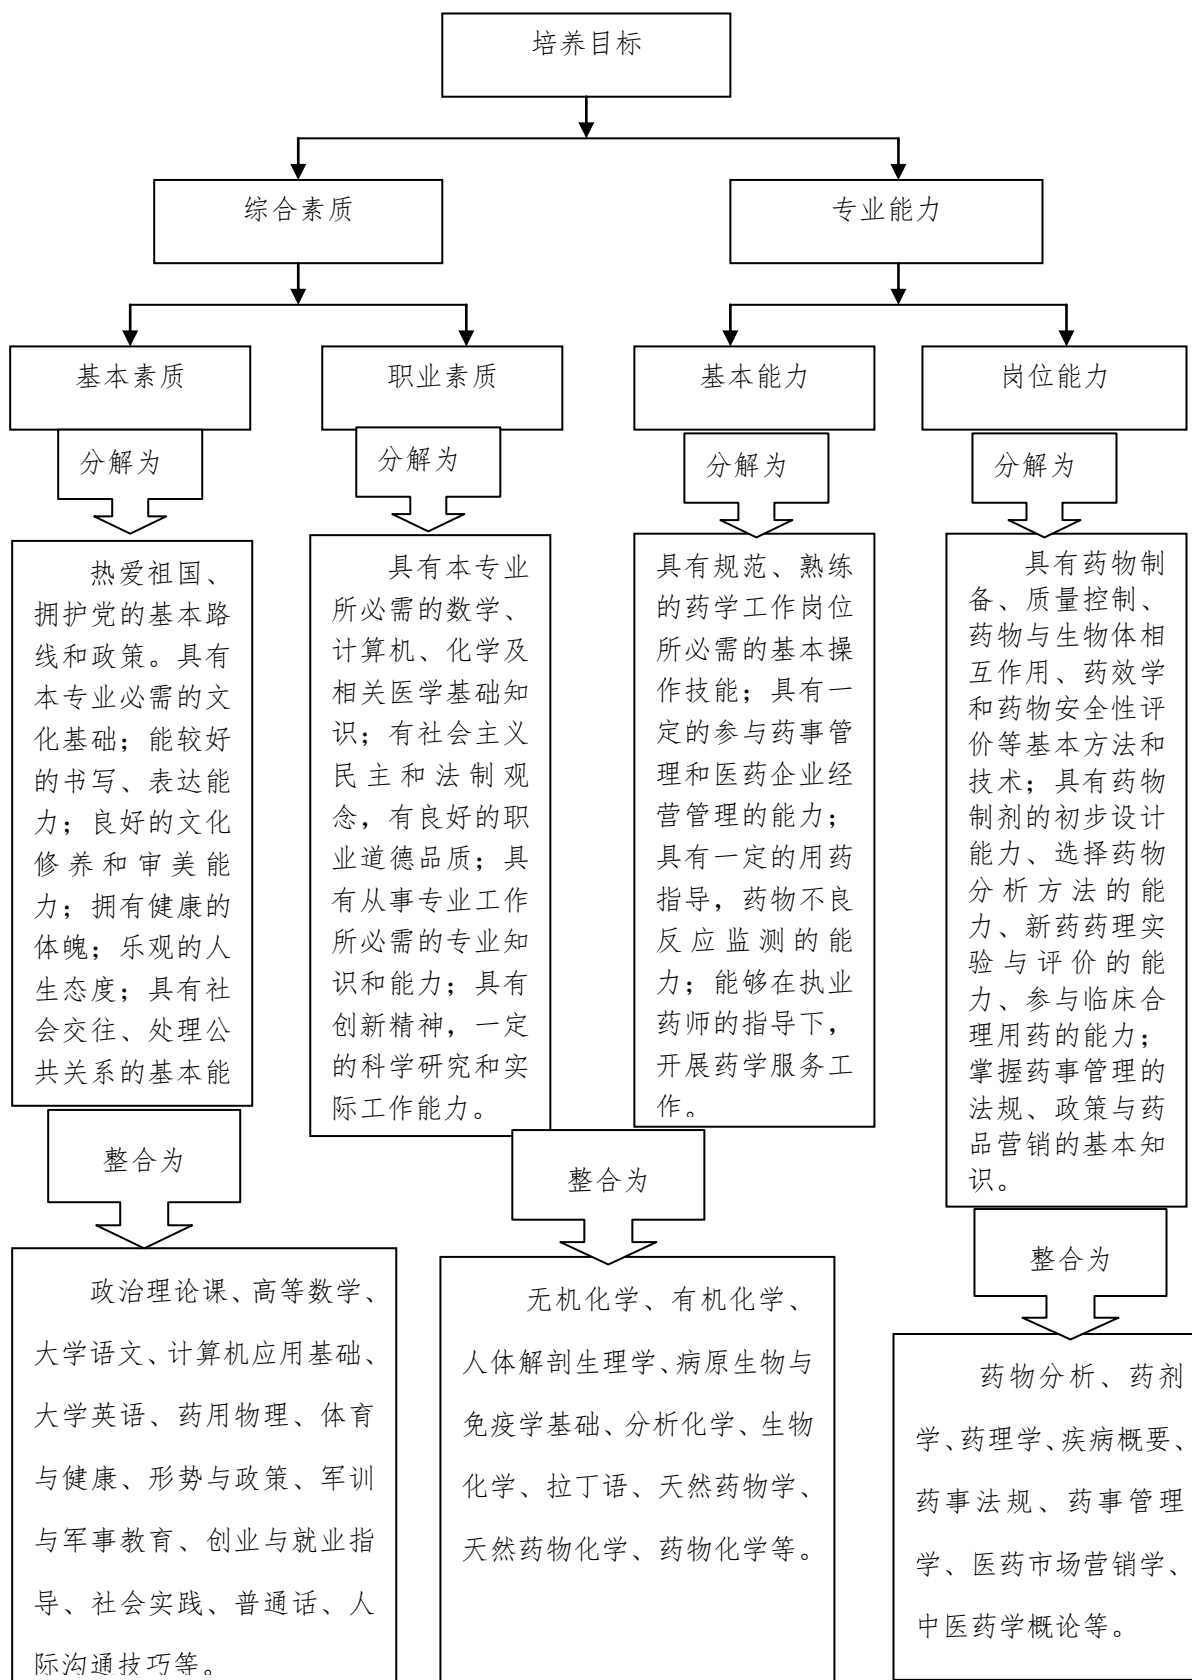 培养目标
综合素质
专业能力
基本素质
职业素质
基本能力
岗位能力
分解为
分解为
分解为
分解为
热爱祖国、
拥护党的基本路
线和政策。具有
本专业必需的文
化基础；能较好
的书写、表达能
力；良好的文化
修养和审美能
力；拥有健康的
体魄；乐观的人
生态度；具有社
会交往、处理公
共关系的基本能
具有本专业
所必需的数学、
计算机、化学及
相关医学基础知
识；有社会主义
民主和法制观
念，有良好的职
业道德品质；具
有从事专业工作
所必需的专业知
识和能力；具有
创新精神，一定
的科学研究和实
际工作能力。
具有规范、熟练
的药学工作岗位
所必需的基本操
作技能；具有一
定的参与药事管
理和医药企业经
营管理的能力；
具有一定的用药
指导，药物不良
反应监测的能
力；能够在执业
药师的指导下，
开展药学服务工
作。
具有药物制
备、质量控制、
药物与生物体相
互作用、药效学
和药物安全性评
价等基本方法和
技术；具有药物
制剂的初步设计
能力、选择药物
分析方法的能
力、新药药理实
验与评价的能
力、参与临床合
理用药的能力；
掌握药事管理的
法规、政策与药
品营销的基本知
识。
整合为
整合为
整合为
政治理论课、高等数学、
大学语文、计算机应用基础、
大学英语、药用物理、体育
与健康、形势与政策、军训
与军事教育、创业与就业指
导、社会实践、普通话、人
际沟通技巧等。
无机化学、有机化学、
人体解剖生理学、病原生物与
免疫学基础、分析化学、生物
化学、拉丁语、天然药物学、
天然药物化学、药物化学等。
药物分析、药剂
学、药理学、疾病概要、
药事法规、药事管理
学、医药市场营销学、
中医药学概论等。